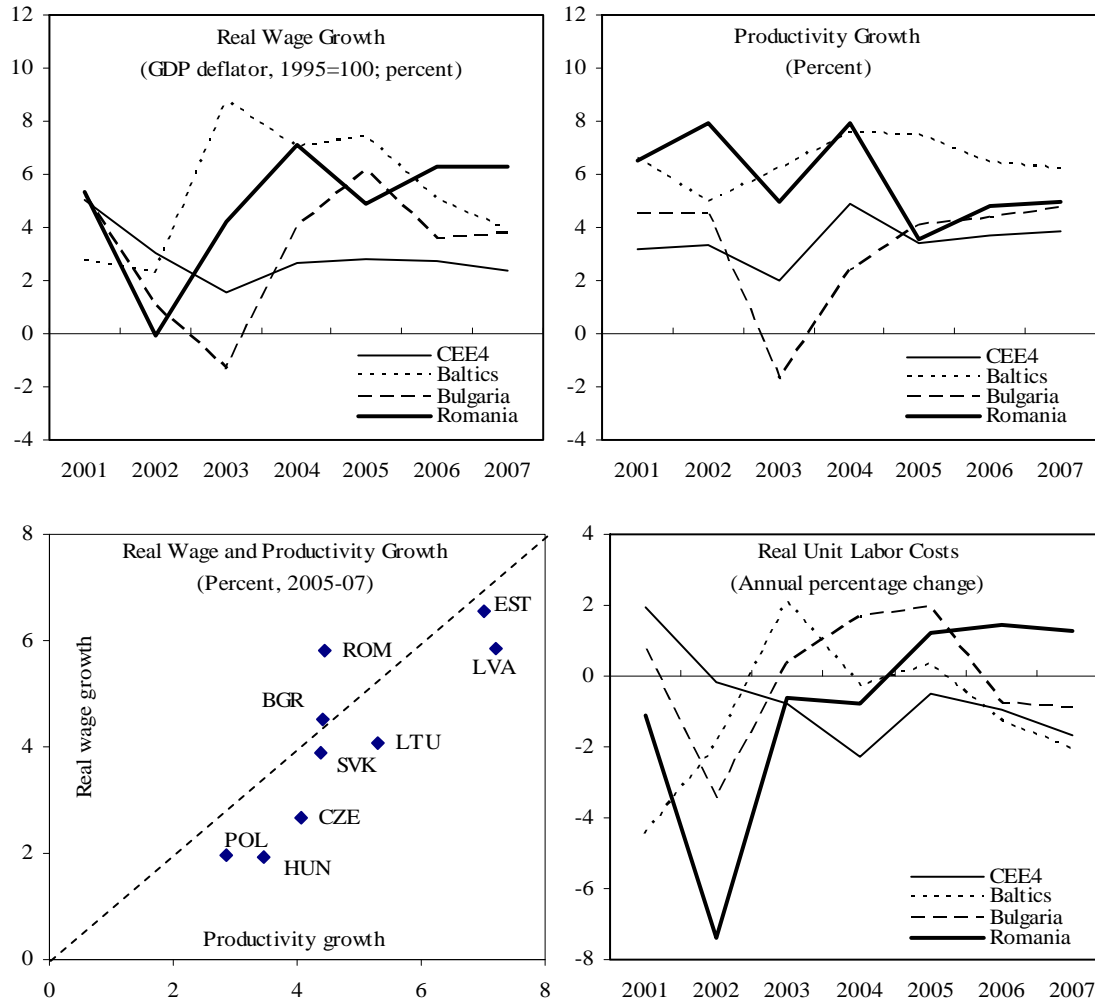 Real Wage Growth
(GDP deflator, 1995=100; percent)
12
10
8
6
4
2
0
-2
-4
CEE4
Baltics
Bulgaria
Romania
2001 2002 2003 2004 2005 2006 2007
Productivity Growth
(Percent)
12
10
8
6
4
2
0
-2
-4
CEE4
Baltics
Bulgaria
Romania
2001 2002 2003 2004 2005 2006 2007
Real Wage and Productivity Growth
(Percent, 2005-07)
8
6
4
2
0
Real wage growth
EST
ROM
LVA
BGR
LTU
SVK
CZE
POL
HUN
Productivity growth
0 2 4 6 8
Real Unit Labor Costs
(Annual percentage change)
4
2
0
-2
-4
-6
-8
CEE4
Baltics
Bulgaria
Romania
2001 2002 2003 2004 2005 2006 2007